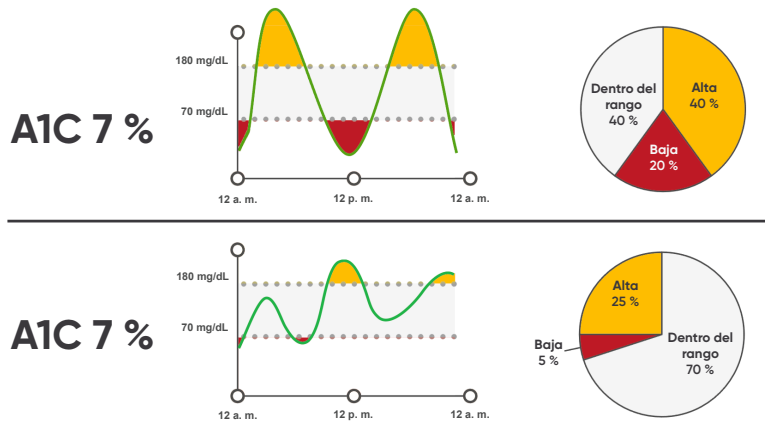 A1C 7 %
180 mg/dL
70 mg/dL
12 a. m.
12 p. m.
12 a. m.
Dentro del
rango
40 %
Alta
40 %
Baja
20 %
A1C 7 %
180 mg/dL
70 mg/dL
12 a. m.
12 p. m.
12 a. m.
Alta
25 %
Baja
5 %
Dentro del
rango
70 %